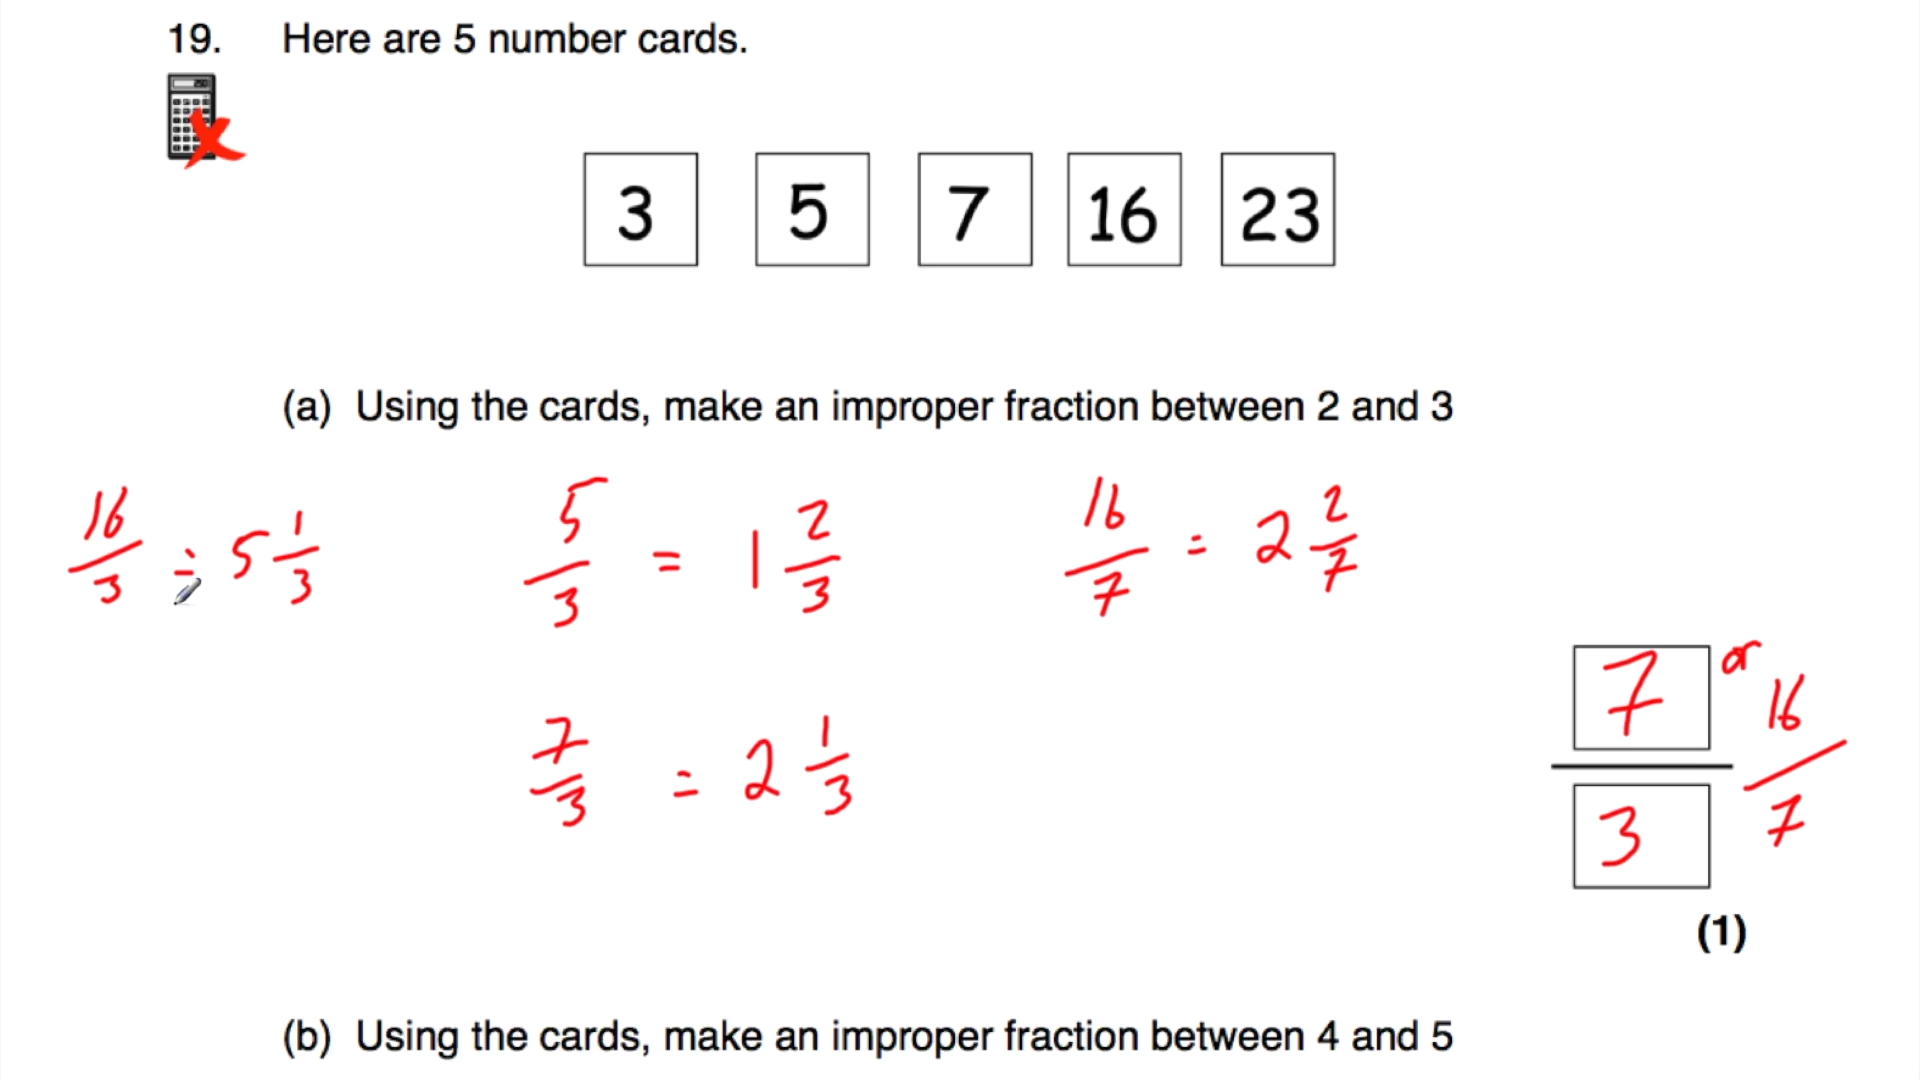 19. Here are 5 number cards.
3 5 7 16 23
(a) Using the cards, make an improper fraction between 2 and 3
16/3 = 5 1/3
5/3 = 1 2/3
16/7 = 2 2/7
7/3 = 2 1/3
7/3 or 16/7
(1)
(b) Using the cards, make an improper fraction between 4 and 5